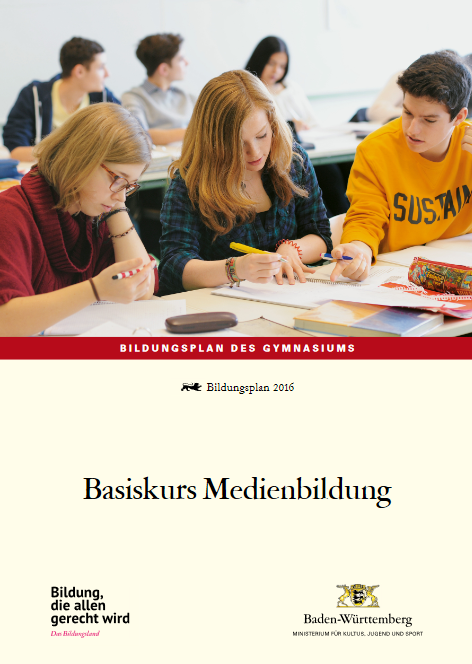 SUSTAIN
BILDUNGSPLAN DES GYMNASIUMS
Bildungsplan 2016
Basiskurs Medienbildung
Bildung,
die allen
gerecht wird
Das Bildungsland
Baden-Württemberg
MINISTERIUM FÜR KULTUS, JUGEND UND SPORT